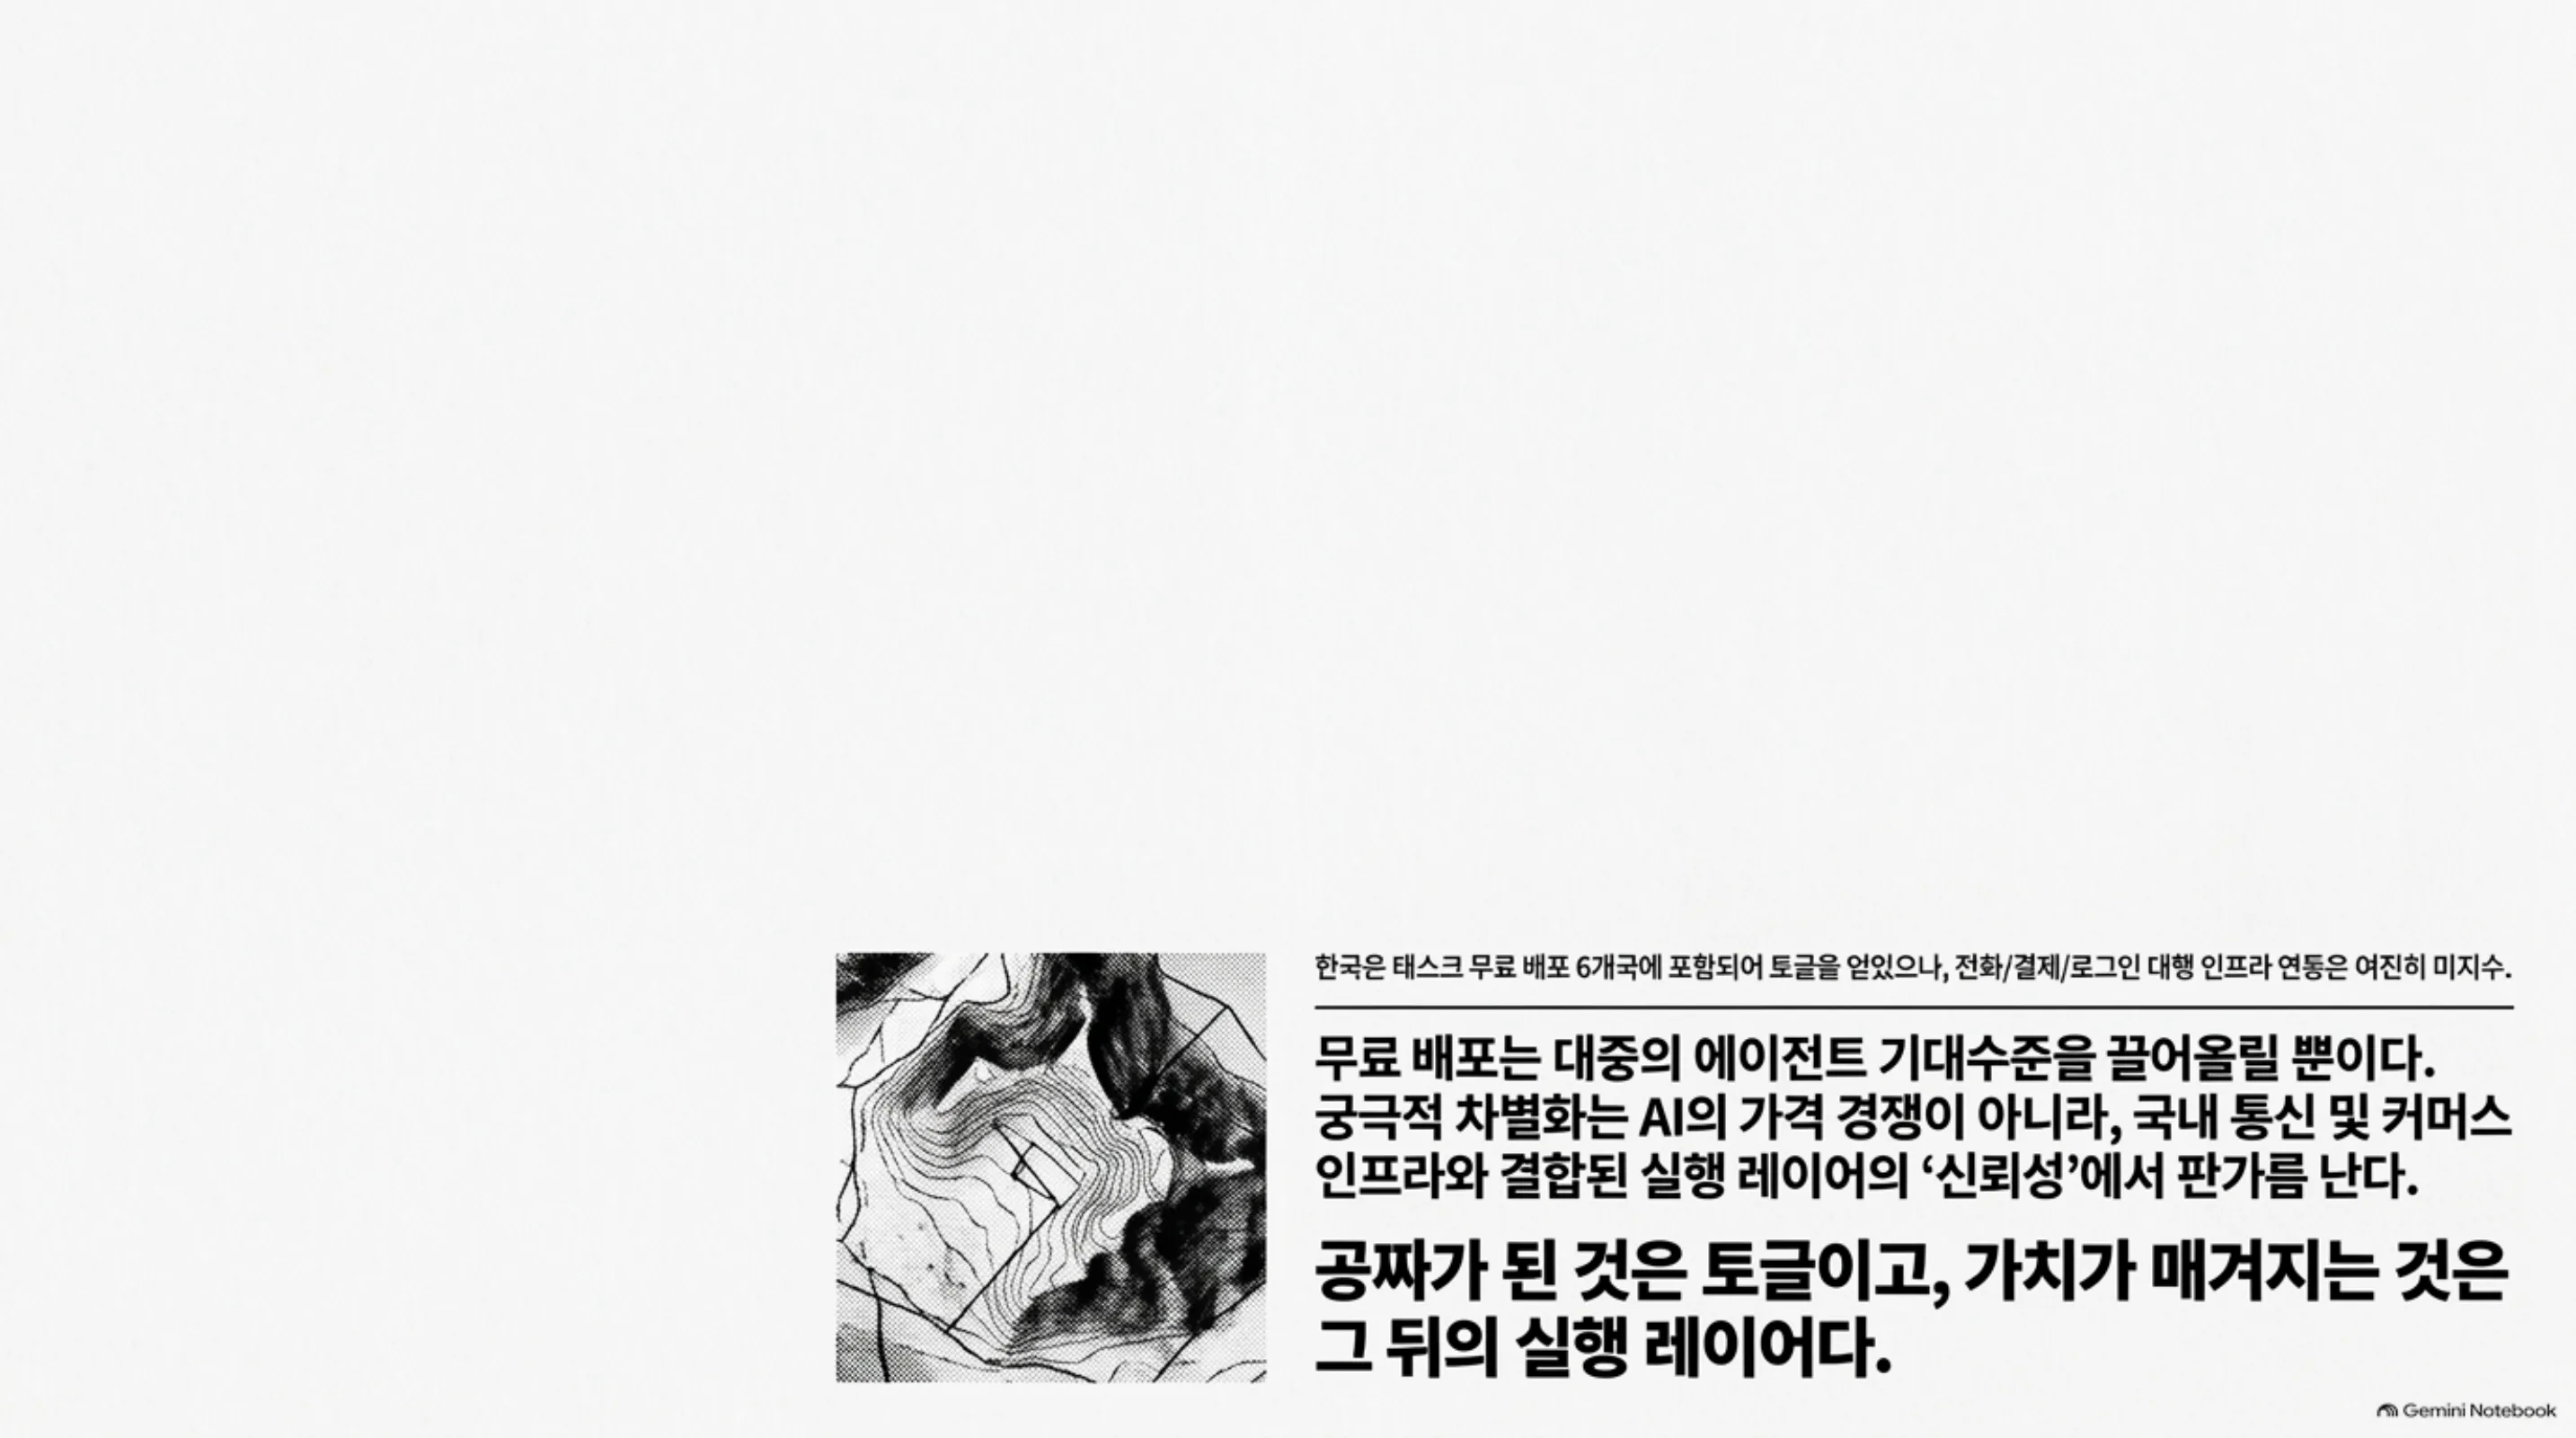 한국은 태스크 무료 배포 6개국에 포함되어 토글을 얻있으나, 전화/결제/로그인 대행 인프라 연동은 여진히 미지수.
무료 배포는 대중의 에이전트 기대수준을 끌어올릴 뿐이다.
궁극적 차별화는 AI의 가격 경쟁이 아니라, 국내 통신 및 커머스
인프라와 결합된 실행 레이어의 ‘신뢰성’에서 판가름 난다.
공짜가 된 것은 토글이고, 가치가 매겨지는 것은
그 뒤의 실행 레이어다.
Gemini Notebook